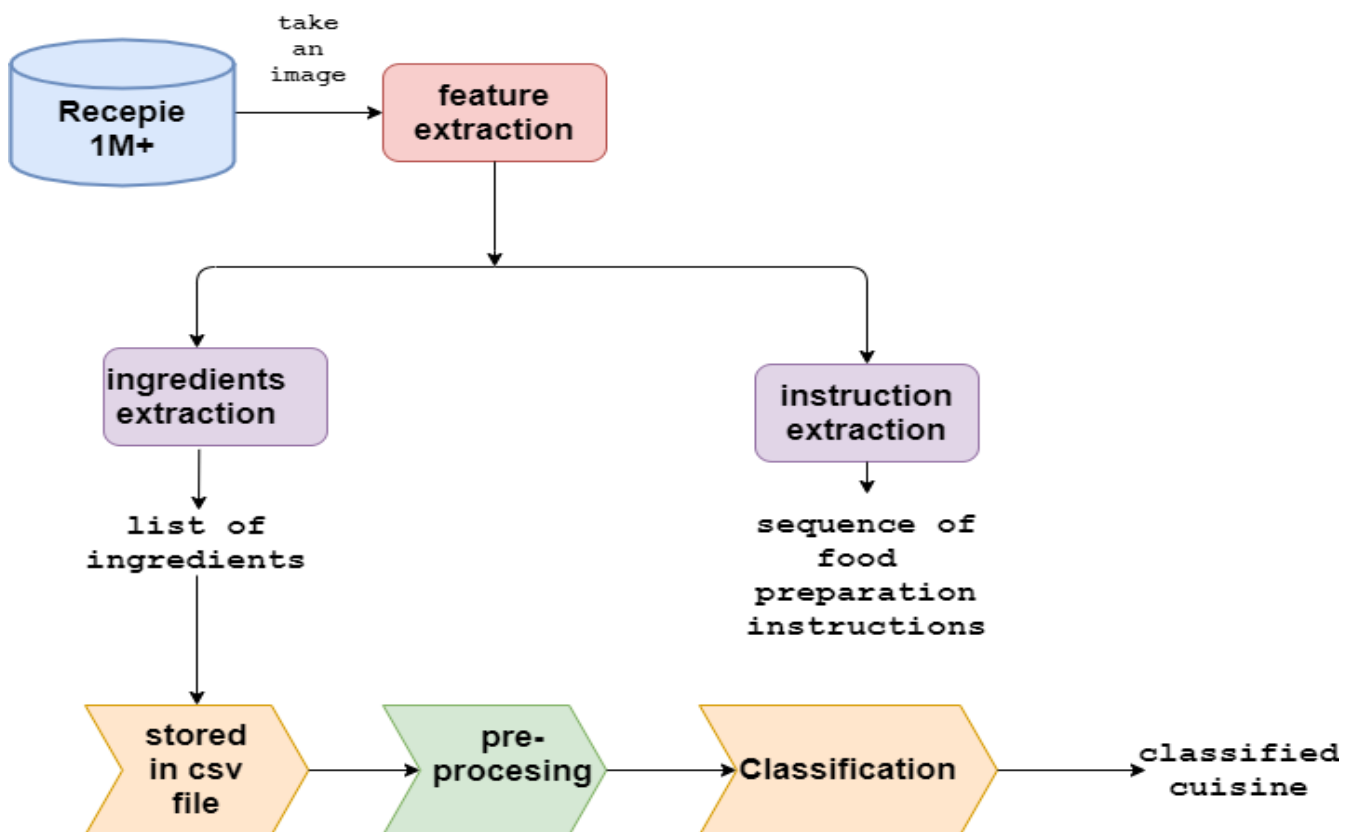 take
an
image
Recepie
1M+
feature
extraction
ingredients
extraction
instruction
extraction
list of
ingredients
sequence of
food
preparation
instructions
stored
in csv
file
pre-
procesing
Classification
classified
cuisine